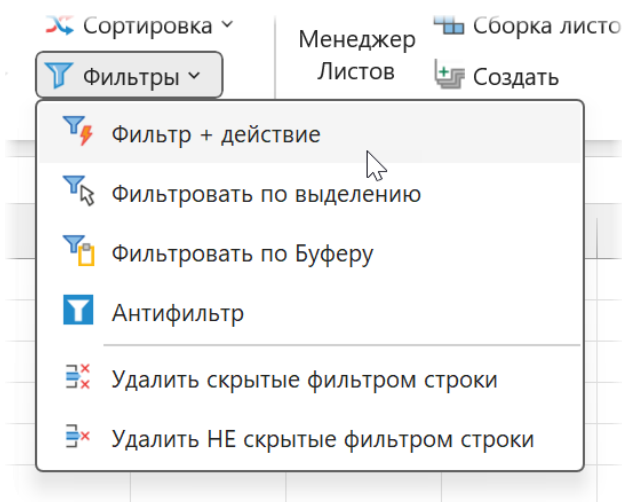 Сортировка
Фильтры
Менеджер
Листов
Сборка листо
Создать
Фильтр + действие
Фильтровать по выделению
Фильтровать по Буферу
Антифильтр
Удалить скрытые фильтром строки
Удалить НЕ скрытые фильтром строки